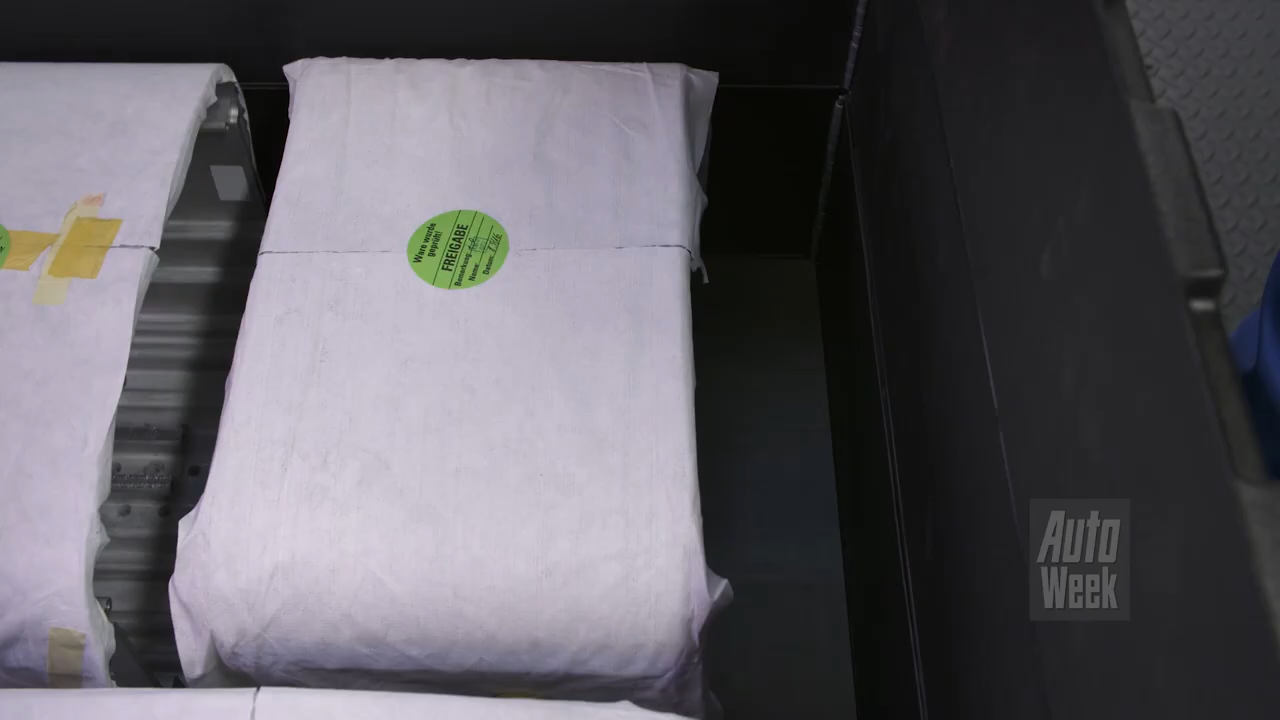 Ware wurde
geprüft!
FREIGABE
Bemerkung:
Name:
Datum:
Auto
Week